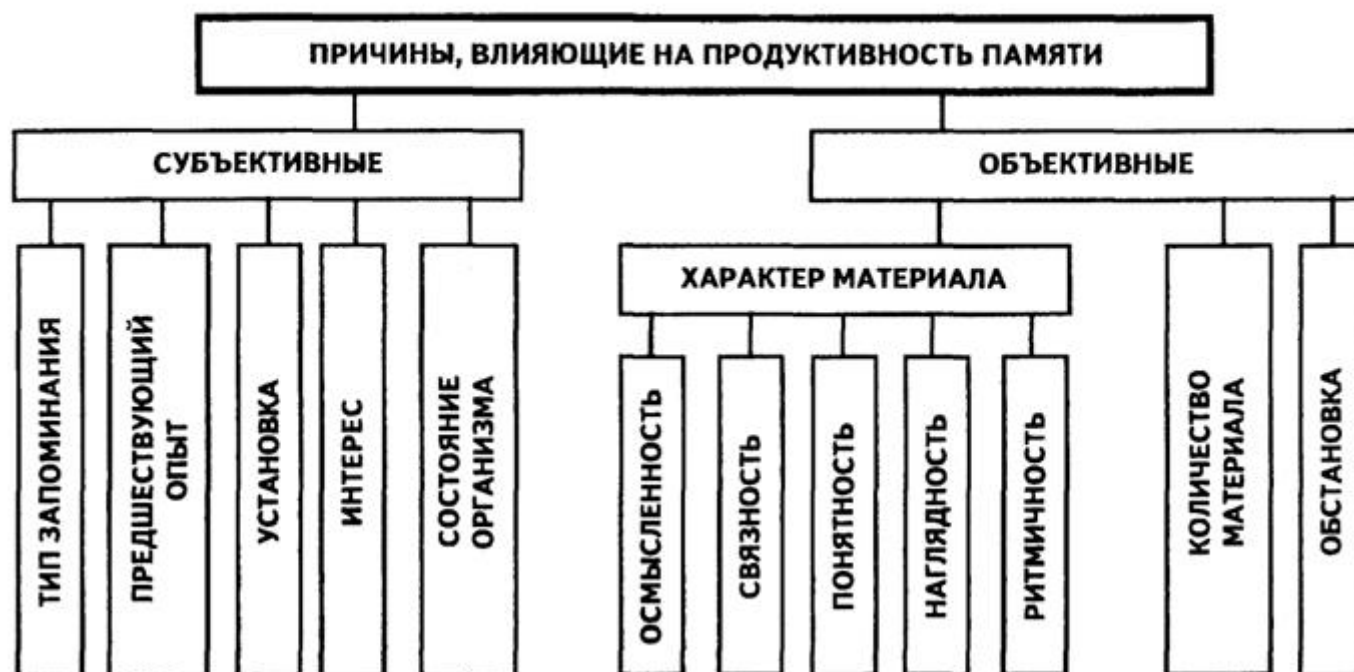 ПРИЧИНЫ, ВЛИЯЮЩИЕ НА ПРОДУКТИВНОСТЬ ПАМЯТИ
СУБЪЕКТИВНЫЕ
ОБЪЕКТИВНЫЕ
ТИП ЗАПОМИНАНИЯ
ПРЕДШЕСТВУЮЩИЙ
ОПЫТ
УСТАНОВКА
ИНТЕРЕС
СОСТОЯНИЕ
ОРГАНИЗМА
ХАРАКТЕР МАТЕРИАЛА
ОСМЫСЛЕННОСТЬ
СВЯЗНОСТЬ
ПОНЯТНОСТЬ
НАГЛЯДНОСТЬ
РИТМИЧНОСТЬ
КОЛИЧЕСТВО
МАТЕРИАЛА
ОБСТАНОВКА